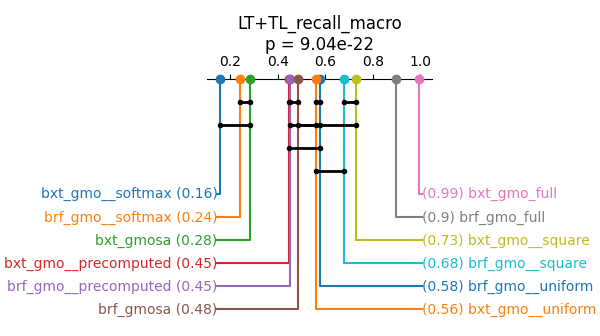 LT+TL_recall_macro
p = 9.04e-22
0.2 0.4 0.6 0.8 1.0
bxt_gmo__softmax (0.16) (0.99) bxt_gmo_full
brf_gmo__softmax (0.24) (0.9) brf_gmo_full
bxt_gmosa (0.28) (0.73) bxt_gmo__square
bxt_gmo__precomputed (0.45) (0.68) brf_gmo__square
brf_gmo__precomputed (0.45) (0.58) brf_gmo__uniform
brf_gmosa (0.48) (0.56) bxt_gmo__uniform